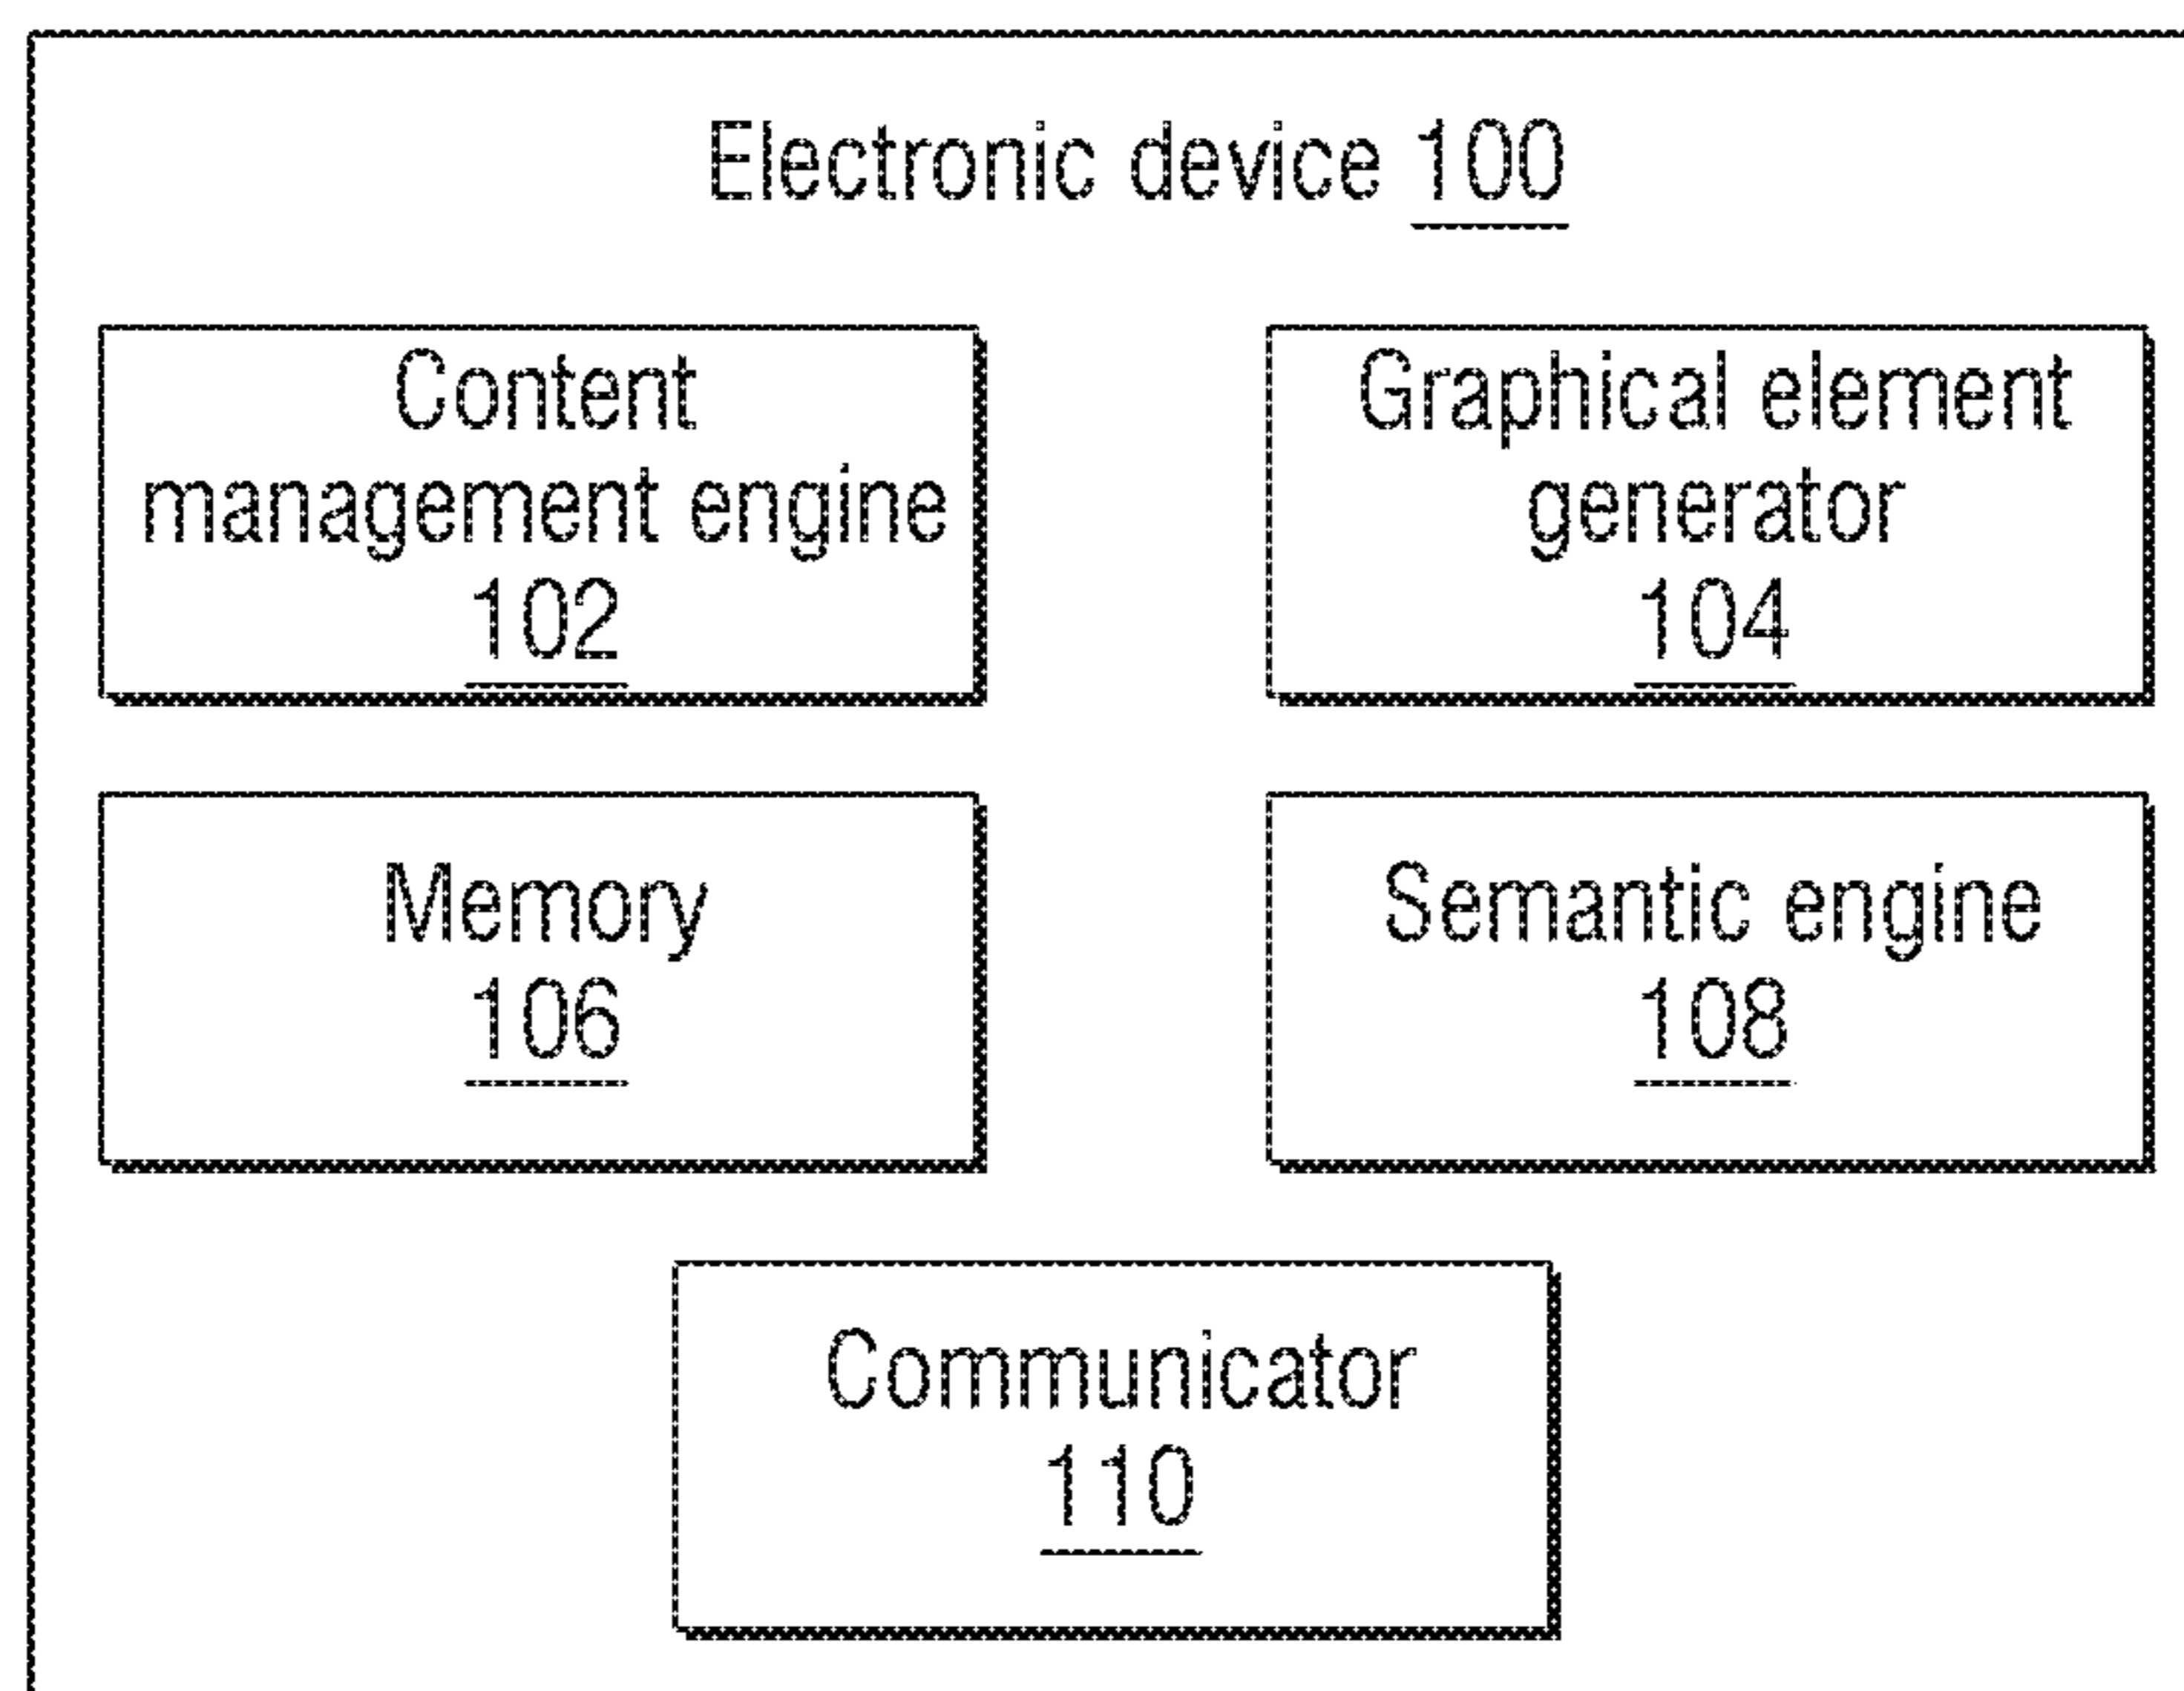 Electronic device 100
Content
management engine
102
Graphical element
generator
104
Memory
106
Semantic engine
108
Communicator
110